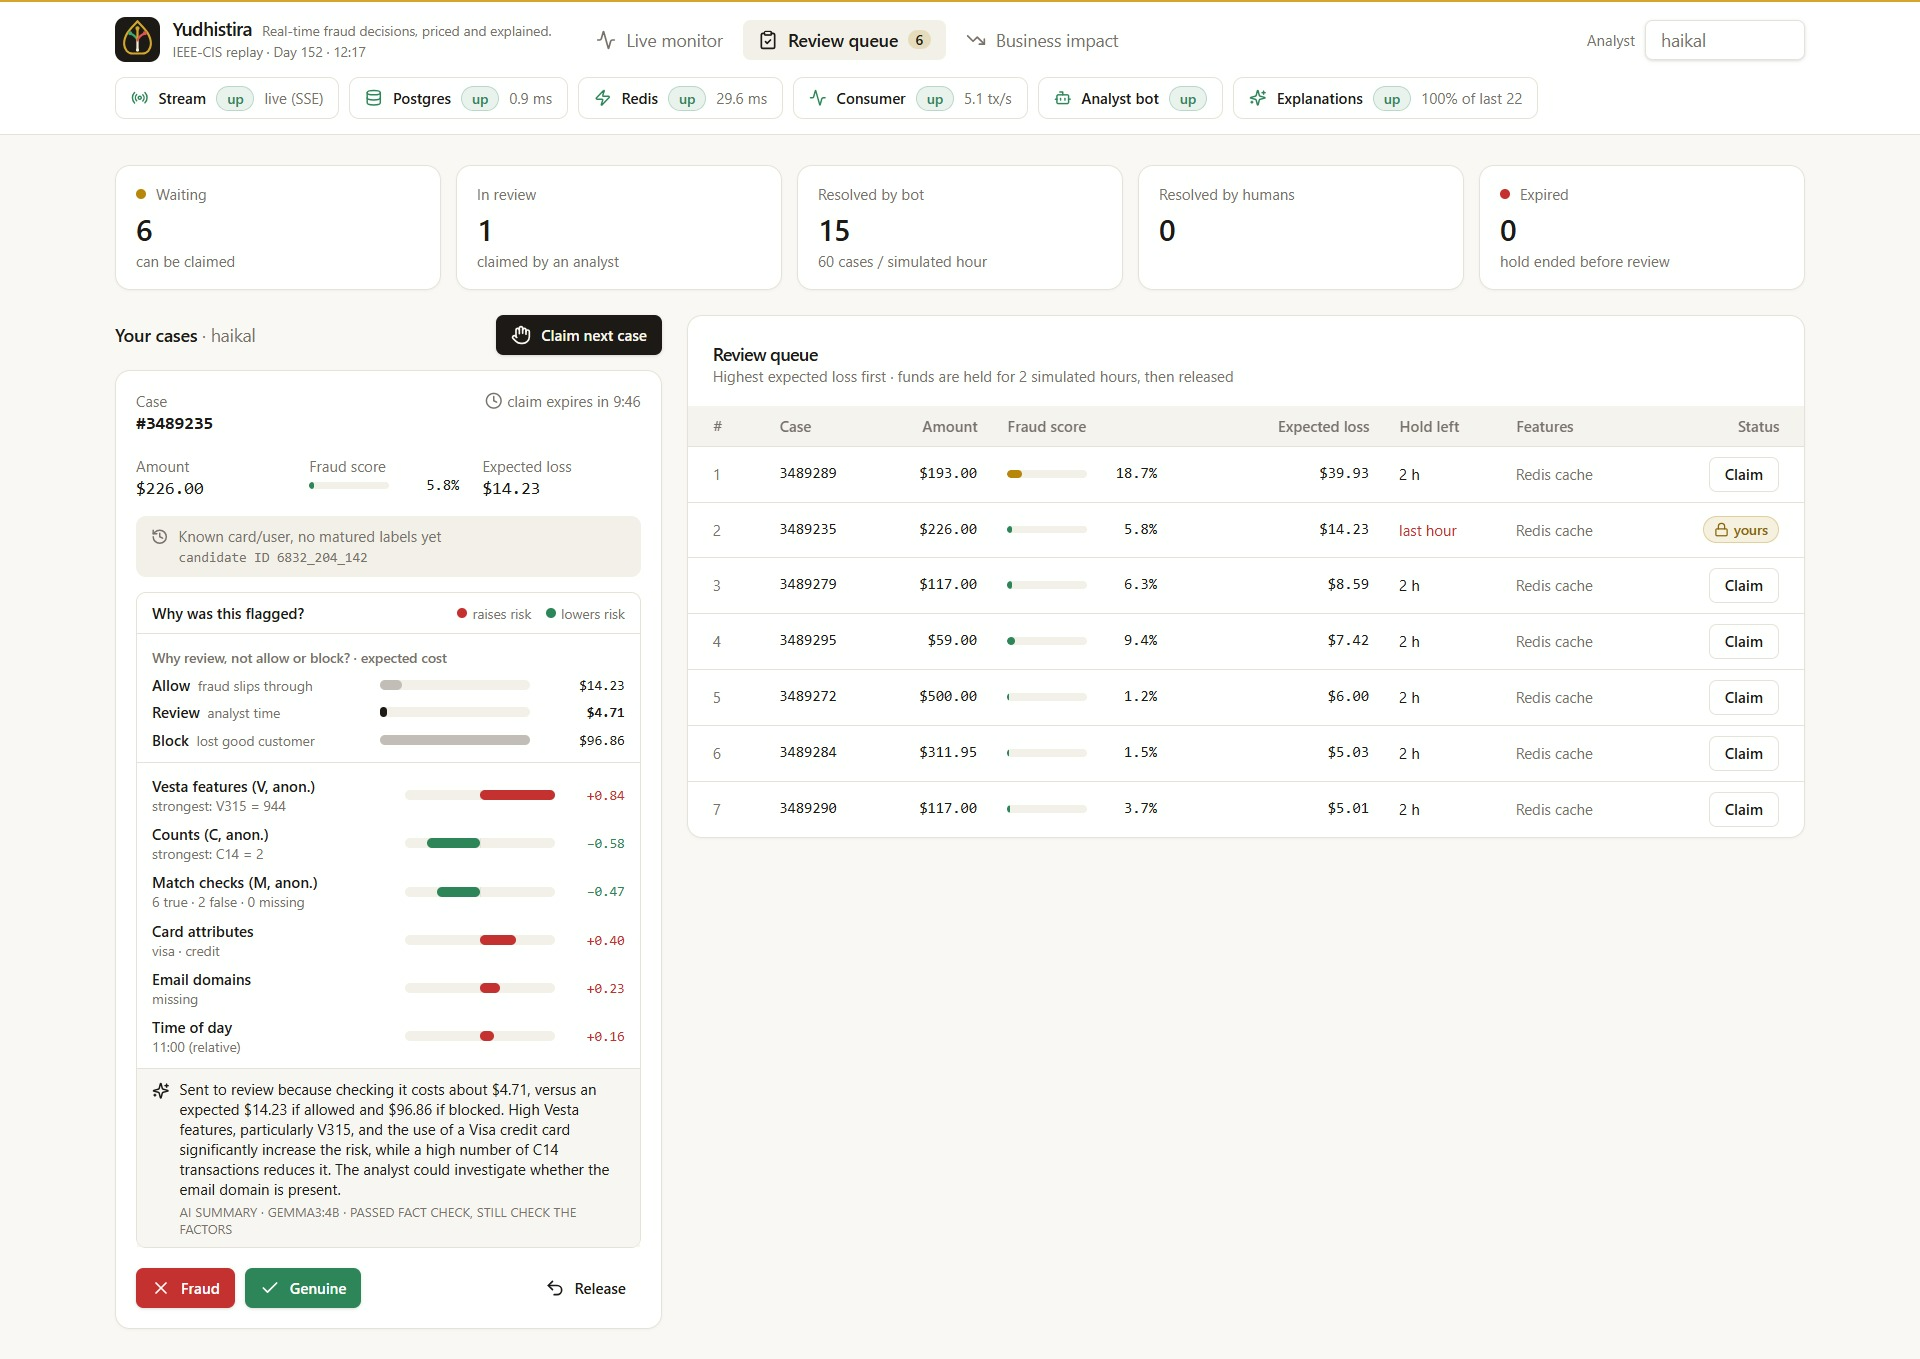 Yudhistira Real-time fraud decisions, priced and explained.
IEEE-CIS replay · Day 152 · 12:17
Live monitor
Review queue 6
Business impact
Analyst haikal
Stream up live (SSE)
Postgres up 0.9 ms
Redis up 29.6 ms
Consumer up 5.1 tx/s
Analyst bot up
Explanations up 100% of last 22
Waiting
6
can be claimed
In review
1
claimed by an analyst
Resolved by bot
15
60 cases / simulated hour
Resolved by humans
0
Expired
0
hold ended before review
Your cases · haikal
Claim next case
Case
#3489235
claim expires in 9:46
Amount Fraud score Expected loss
$226.00 5.8% $14.23
Known card/user, no matured labels yet
candidate ID 6832_204_142
Why was this flagged? raises risk lowers risk
Why review, not allow or block? · expected cost
Allow fraud slips through $14.23
Review analyst time $4.71
Block lost good customer $96.86
Vesta features (V, anon.)
strongest: V315 = 944
+0.84
Counts (C, anon.)
strongest: C14 = 2
−0.58
Match checks (M, anon.)
6 true · 2 false · 0 missing
−0.47
Card attributes
visa · credit
+0.40
Email domains
missing
+0.23
Time of day
11:00 (relative)
+0.16
Sent to review because checking it costs about $4.71, versus an
expected $14.23 if allowed and $96.86 if blocked. High Vesta
features, particularly V315, and the use of a Visa credit card
significantly increase the risk, while a high number of C14
transactions reduces it. The analyst could investigate whether the
email domain is present.
AI SUMMARY · GEMMA3:4B · PASSED FACT CHECK, STILL CHECK THE
FACTORS
Fraud
Genuine
Release
Review queue
Highest expected loss first · funds are held for 2 simulated hours, then released
# Case Amount Fraud score Expected loss Hold left Features Status
1 3489289 $193.00 18.7% $39.93 2 h Redis cache Claim
2 3489235 $226.00 5.8% $14.23 last hour Redis cache yours
3 3489279 $117.00 6.3% $8.59 2 h Redis cache Claim
4 3489295 $59.00 9.4% $7.42 2 h Redis cache Claim
5 3489272 $500.00 1.2% $6.00 2 h Redis cache Claim
6 3489284 $311.95 1.5% $5.03 2 h Redis cache Claim
7 3489290 $117.00 3.7% $5.01 2 h Redis cache Claim